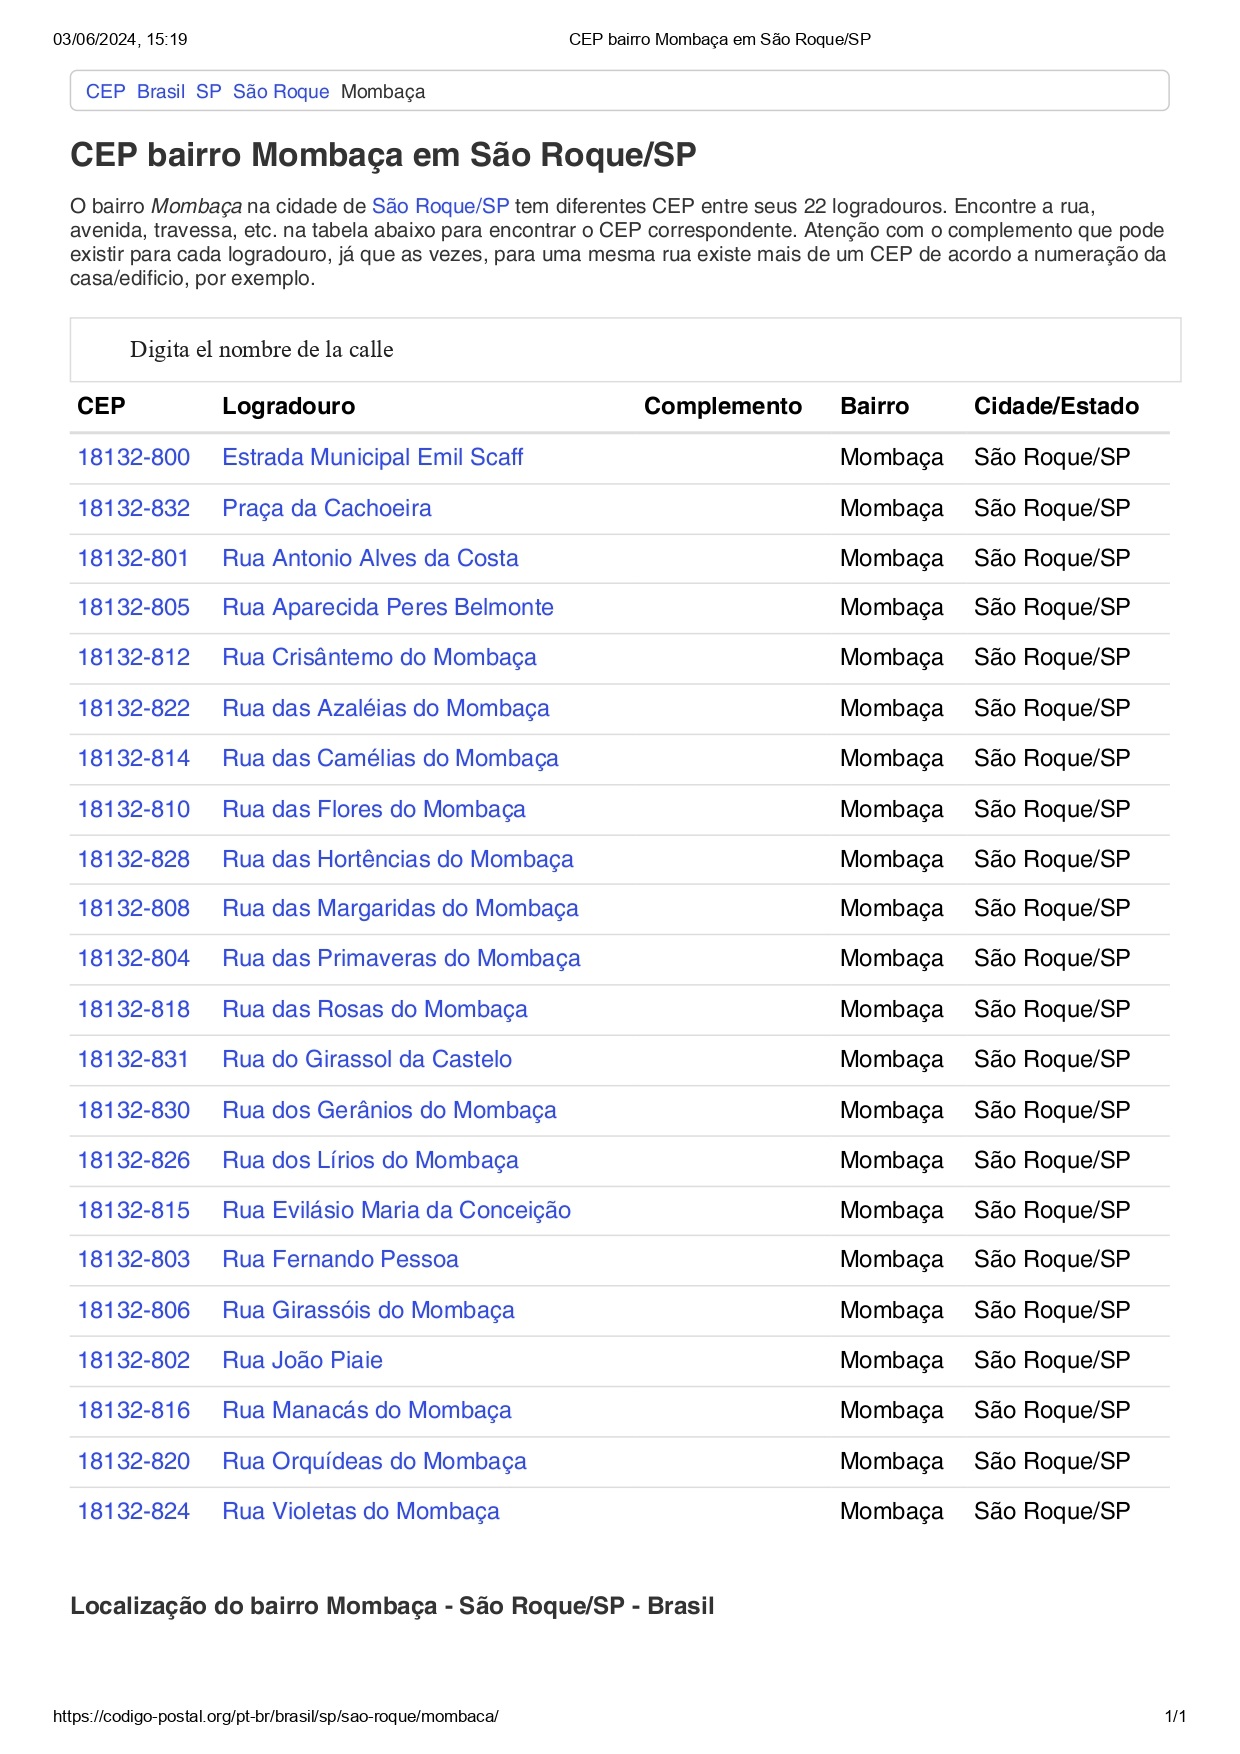 03/06/2024, 15:19 CEP bairro Mombaça em São Roque/SP
CEP Brasil SP São Roque Mombaça
CEP bairro Mombaça em São Roque/SP
O bairro Mombaça na cidade de São Roque/SP tem diferentes CEP entre seus 22 logradouros. Encontre a rua,
avenida, travessa, etc. na tabela abaixo para encontrar o CEP correspondente. Atenção com o complemento que pode
existir para cada logradouro, já que as vezes, para uma mesma rua existe mais de um CEP de acordo a numeração da
casa/edificio, por exemplo.
Digita el nombre de la calle
CEP Logradouro Complemento Bairro Cidade/Estado
18132-800 Estrada Municipal Emil Scaff Mombaça São Roque/SP
18132-832 Praça da Cachoeira Mombaça São Roque/SP
18132-801 Rua Antonio Alves da Costa Mombaça São Roque/SP
18132-805 Rua Aparecida Peres Belmonte Mombaça São Roque/SP
18132-812 Rua Crisântemo do Mombaça Mombaça São Roque/SP
18132-822 Rua das Azaléias do Mombaça Mombaça São Roque/SP
18132-814 Rua das Camélias do Mombaça Mombaça São Roque/SP
18132-810 Rua das Flores do Mombaça Mombaça São Roque/SP
18132-828 Rua das Hortências do Mombaça Mombaça São Roque/SP
18132-808 Rua das Margaridas do Mombaça Mombaça São Roque/SP
18132-804 Rua das Primaveras do Mombaça Mombaça São Roque/SP
18132-818 Rua das Rosas do Mombaça Mombaça São Roque/SP
18132-831 Rua do Girassol da Castelo Mombaça São Roque/SP
18132-830 Rua dos Gerânios do Mombaça Mombaça São Roque/SP
18132-826 Rua dos Lírios do Mombaça Mombaça São Roque/SP
18132-815 Rua Evilásio Maria da Conceição Mombaça São Roque/SP
18132-803 Rua Fernando Pessoa Mombaça São Roque/SP
18132-806 Rua Girassóis do Mombaça Mombaça São Roque/SP
18132-802 Rua João Piaie Mombaça São Roque/SP
18132-816 Rua Manacás do Mombaça Mombaça São Roque/SP
18132-820 Rua Orquídeas do Mombaça Mombaça São Roque/SP
18132-824 Rua Violetas do Mombaça Mombaça São Roque/SP
Localização do bairro Mombaça - São Roque/SP - Brasil
https://codigo-postal.org/pt-br/brasil/sp/sao-roque/mombaca/ 1/1